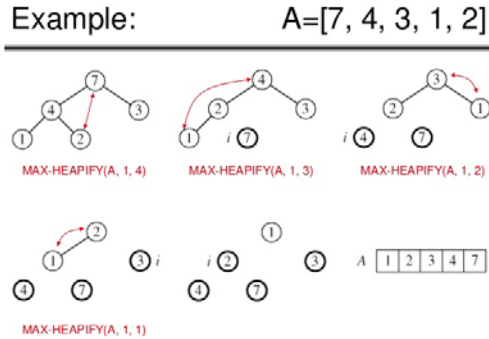 Example: A=[7, 4, 3, 1, 2]
7
4 3
1 2
MAX-HEAPIFY(A, 1, 4)
4
2 3
1 i 7
MAX-HEAPIFY(A, 1, 3)
3
2 1
i 4 7
MAX-HEAPIFY(A, 1, 2)
2
1 3 i
4 7
MAX-HEAPIFY(A, 1, 1)
1
i 2 3
4 7
A 1 2 3 4 7